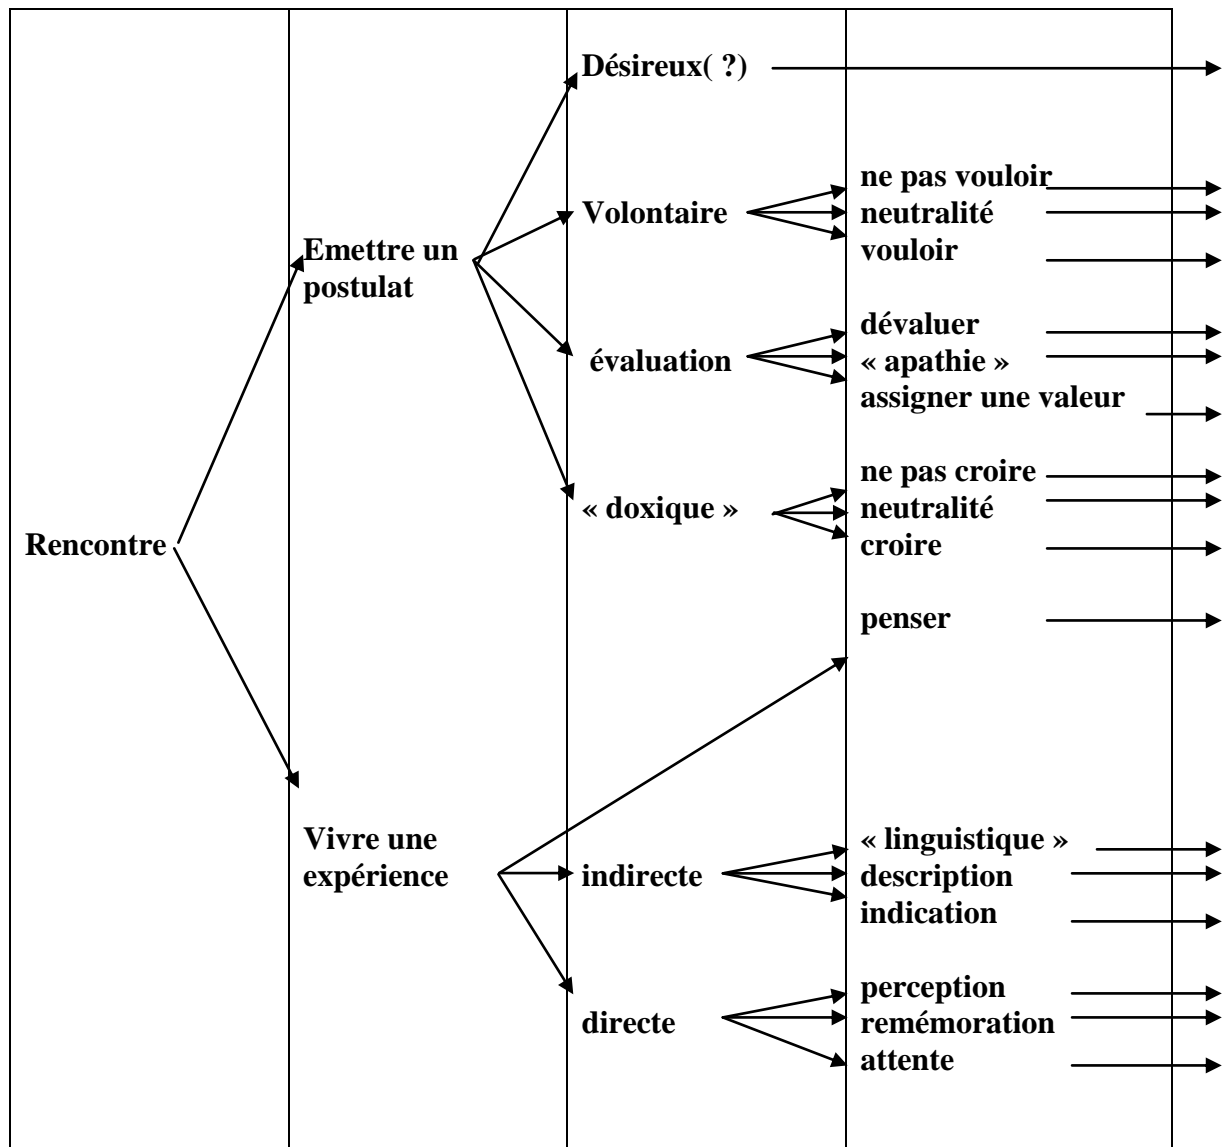 Rencontre
Emettre un
postulat
Vivre une
expérience
Désireux( ?)
Volontaire
évaluation
« doxique »
indirecte
directe
ne pas vouloir
neutralité
vouloir
dévaluer
« apathie »
assigner une valeur
ne pas croire
neutralité
croire
penser
« linguistique »
description
indication
perception
remémoration
attente